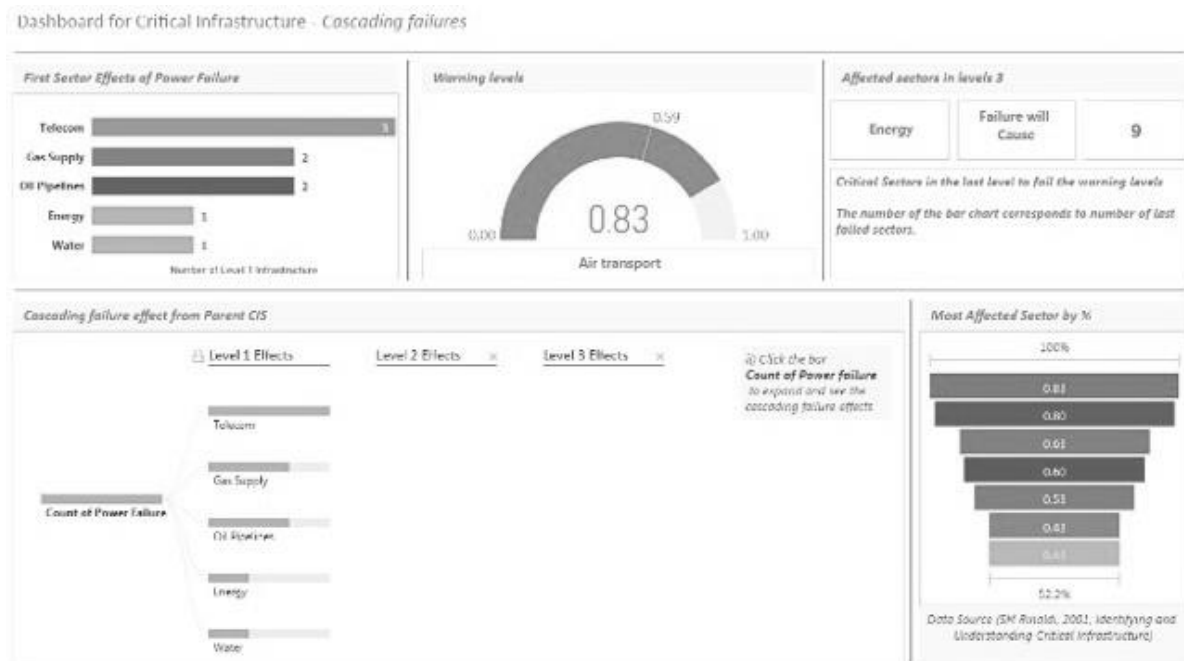 Dashboard for Critical Infrastructure - Cascading failures
First Sector Effects of Power Failure
Telecom
3
Gas Supply
2
Oil Pipelines
2
Energy
1
Water
1
Number of Level 1 Infrastructure
Warning levels
0.59
0.83
0.00
1.00
Air transport
Affected sectors in levels 3
Energy
Failure will
Cause
9
Critical Sectors in the last level to fail the warning levels
The number of the bar chart corresponds to number of last
failed sectors.
Cascading failure effect from Parent CIS
Level 1 Effects
Level 2 Effects
Level 3 Effects
Click the bar
Count of Power failure
to expand and see the
cascading failure effects
Count of Power Failure
Telecom
Gas Supply
Oil Pipelines
Energy
Water
Most Affected Sector by %
100%
0.83
0.80
0.63
0.60
0.53
0.43
0.43
52.2%
Data Source (SM Rinaldi, 2001, Identifying and
Understanding Critical Infrastructure)